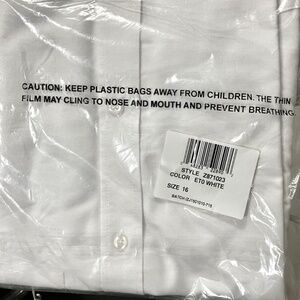 CAUTION: KEEP PLASTIC BAGS AWAY FROM CHILDREN. THE THIN
FILM MAY CLING TO NOSE AND MOUTH AND PREVENT BREATHING.
STYLE Z871023
COLOR ET0 WHITE
SIZE 16